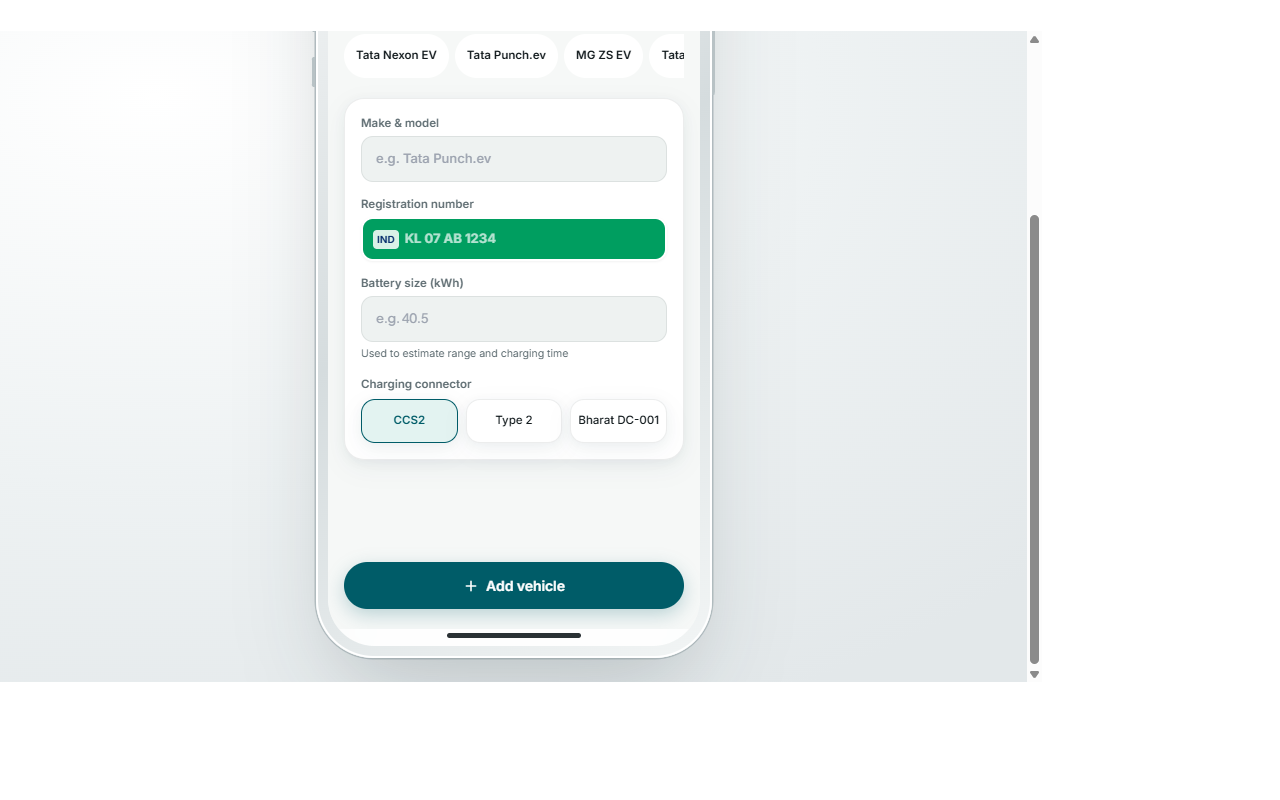 Tata Nexon EV Tata Punch.ev MG ZS EV Tata
Make & model
e.g. Tata Punch.ev
Registration number
IND KL 07 AB 1234
Battery size (kWh)
e.g. 40.5
Used to estimate range and charging time
Charging connector
CCS2 Type 2 Bharat DC-001
+ Add vehicle